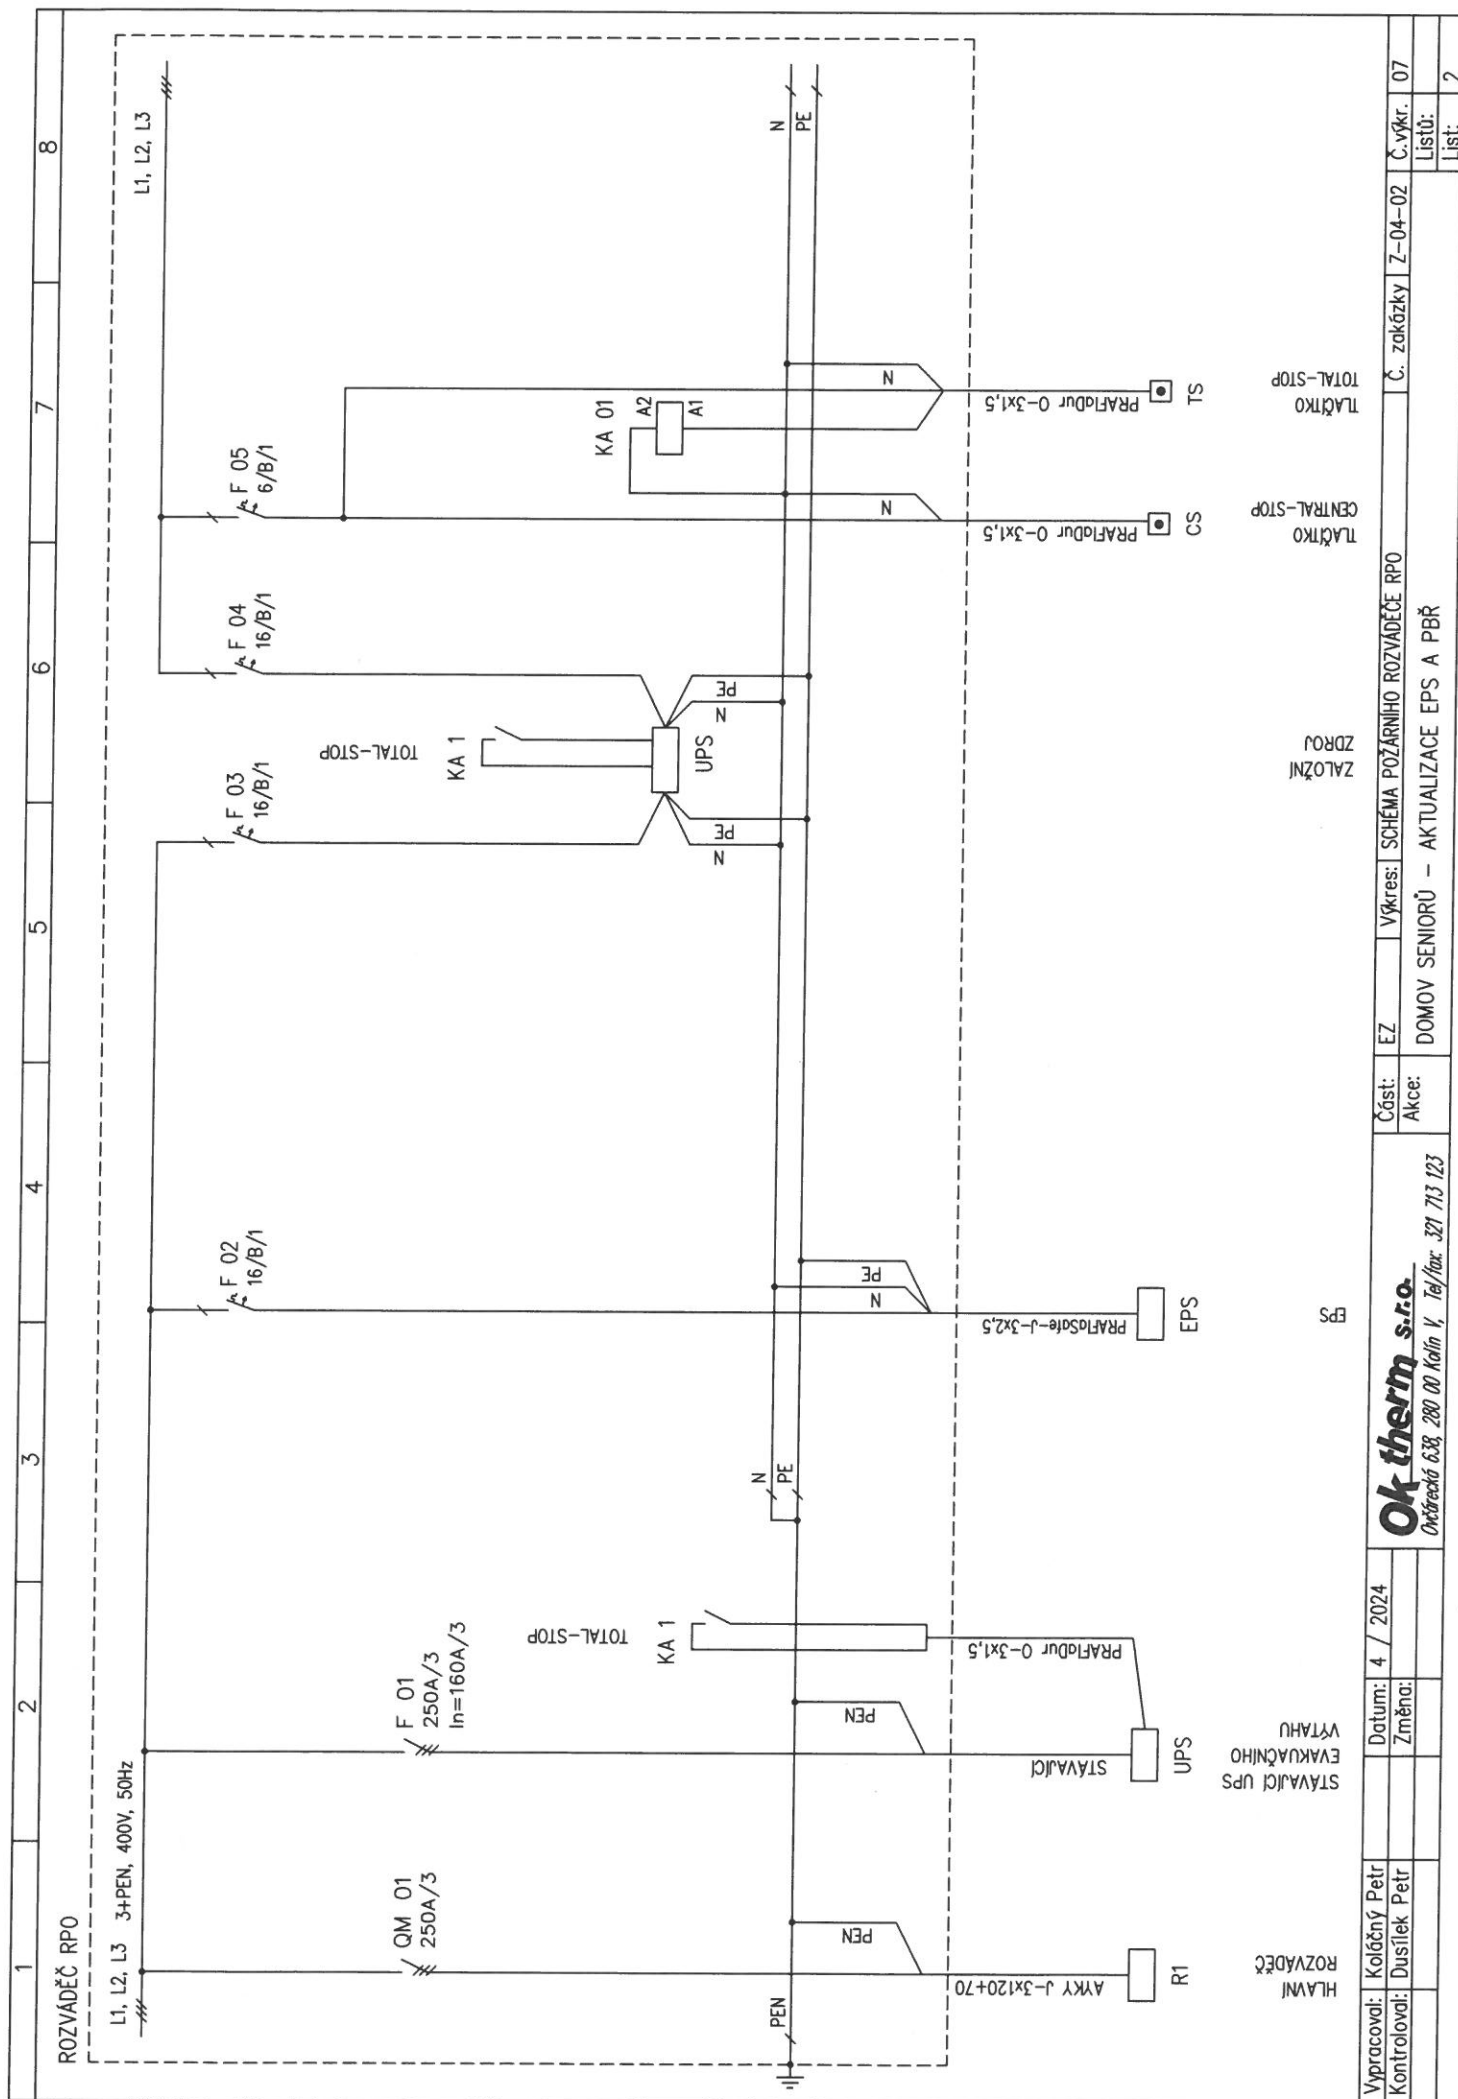 1 2 3 4 5 6 7 8
ROZVÁDĚČ RPO
L1, L2, L3 3+PEN, 400V, 50Hz
L1, L2, L3
QM 01
250A/3
F 01
250A/3
In=160A/3
F 02
16/B/1
F 03
16/B/1
F 04
16/B/1
F 05
6/B/1
TOTAL-STOP
KA 1
TOTAL-STOP
KA 1
UPS
KA 01
A2
A1
PEN
PEN
PEN
N
PE
N
PE
N
PE
N
PE
N
N
N
PE
AYKY J-3x120+70
STÁVAJÍCÍ
PRAFlaDur O-3x1,5
PRAFlaSafe-J-3x2,5
PRAFlaDur O-3x1,5
PRAFlaDur O-3x1,5
R1
UPS
EPS
CS
TS
HLAVNÍ
ROZVÁDĚČ
STÁVAJÍCÍ UPS
EVAKUAČNÍHO
VÝTAHU
EPS
ZÁLOŽNÍ
ZDROJ
TLAČÍTKO
CENTRAL-STOP
TLAČÍTKO
TOTAL-STOP
Vypracoval: Koláčný Petr
Kontroloval: Dusílek Petr
Datum: 4 / 2024
Změna:
Ok therm s.r.o.
Ovčárecká 638, 280 00 Kolín V, Tel/fax: 321 713 123
Část: EZ
Výkres: SCHÉMA POŽÁRNÍHO ROZVÁDĚČE RPO
Č. zakázky Z-04-02
Č.výkr. 07
Akce: DOMOV SENIORŮ - AKTUALIZACE EPS A PBŘ
Listů:
List: 2